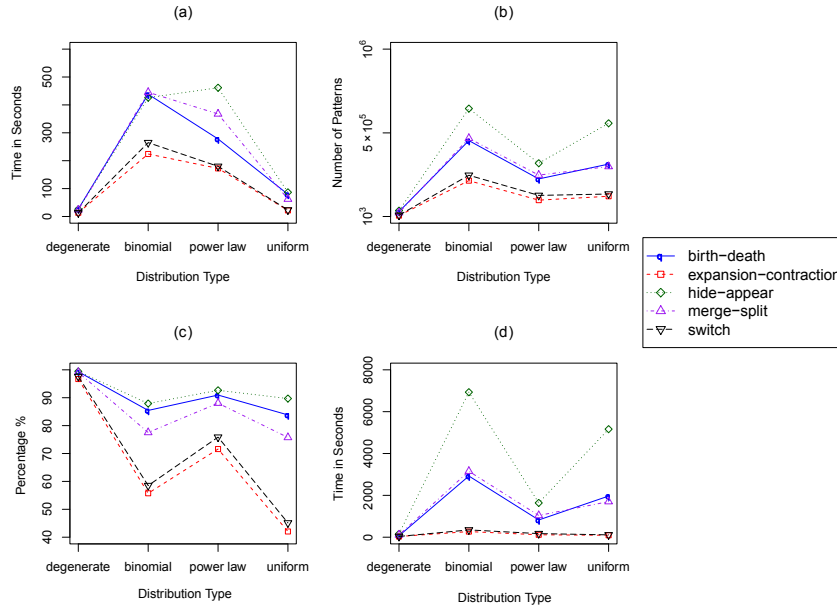 (a)
Time in Seconds
500
300
100
0
degenerate binomial power law uniform
Distribution Type
(b)
Number of Patterns
10^6
5 × 10^5
10^3
degenerate binomial power law uniform
Distribution Type
birth−death
expansion−contraction
hide−appear
merge−split
switch
(c)
Percentage %
90
80
70
60
50
40
degenerate binomial power law uniform
Distribution Type
(d)
Time in Seconds
8000
6000
4000
2000
0
degenerate binomial power law uniform
Distribution Type